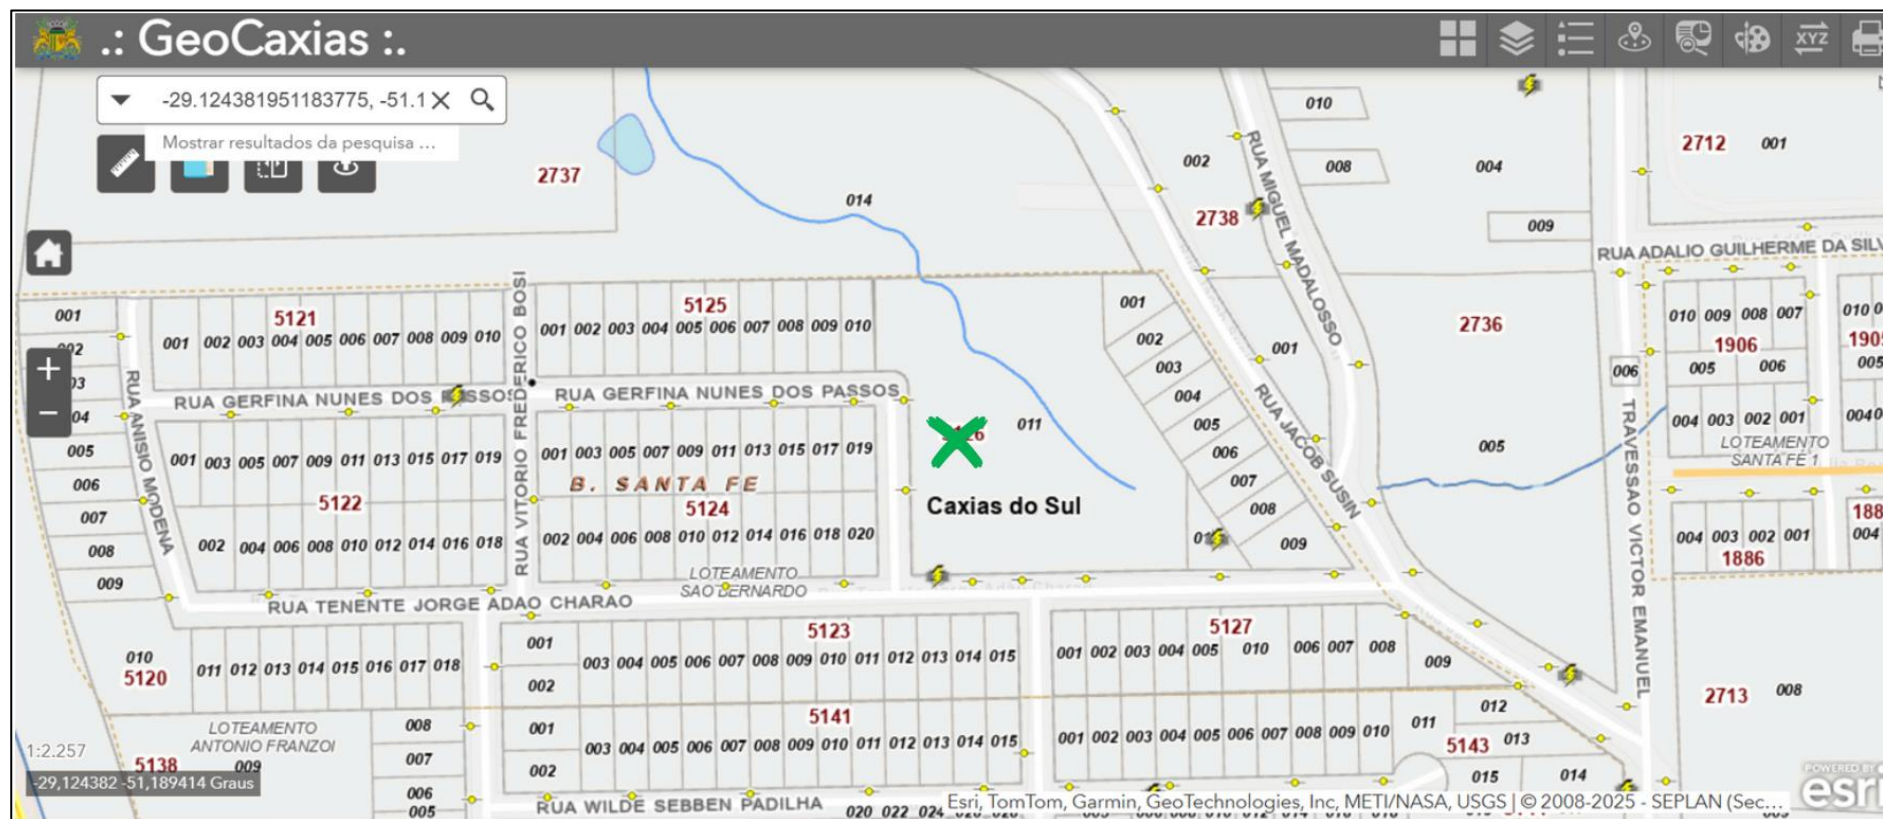 .: GeoCaxias :.
XYZ
-29.124381951183775, -51.1
Mostrar resultados da pesquisa ...
010
2712 001
002
008
004
2737
014
2738
009
RUA MIGUEL MADALOSSO
RUA ADALIO GUILHERME DA SILV
001
5121
001 002 003 004 005 006 007 008 009 010
RUA VITORIO FREDERICO BOSI
5125
001 002 003 004 005 006 007 008 009 010
001
002
003
004
005
006
007
008
009
001
2736
010 009 008 007
1906
005 006
004 003 002 001
006
LOTEAMENTO
SANTA FÉ 1
+
−
RUA ANISIO MODENA
RUA GERFINA NUNES DOS
RUA GERFINA NUNES DOS PASSOS
011
005
RUA JACOB SUSIN
TRAVESSAO VICTOR EMANUEL
005
006
007
008
009
001 003 005 007 009 011 013 015 017 019
5122
002 004 006 008 010 012 014 016 018
001 003 005 007 009 011 013 015 017 019
B. SANTA FE
5124
002 004 006 008 010 012 014 016 018 020
Caxias do Sul
004 003 002 001
1886
004
LOTEAMENTO
SAO BERNARDO
RUA TENENTE JORGE ADAO CHARAO
010
5120
011 012 013 014 015 016 017 018
001
002
5123
003 004 005 006 007 008 009 010 011 012 013 014 015
5127
001 002 003 004 005 010 006 007 008
009
2713 008
LOTEAMENTO
ANTONIO FRANZOI
009
5138
008
007
006
005
001
002
5141
003 004 005 006 007 008 009 010 011 012 013 014 015
001 002 003 004 005 006 007 008 009 010
011
012
5143 013
015 014
1:2.257
-29,124382 -51,189414 Graus
RUA WILDE SEBBEN PADILHA
020 022 024
Esri, TomTom, Garmin, GeoTechnologies, Inc, METI/NASA, USGS | © 2008-2025 - SEPLAN (Sec...
POWERED BY
esri